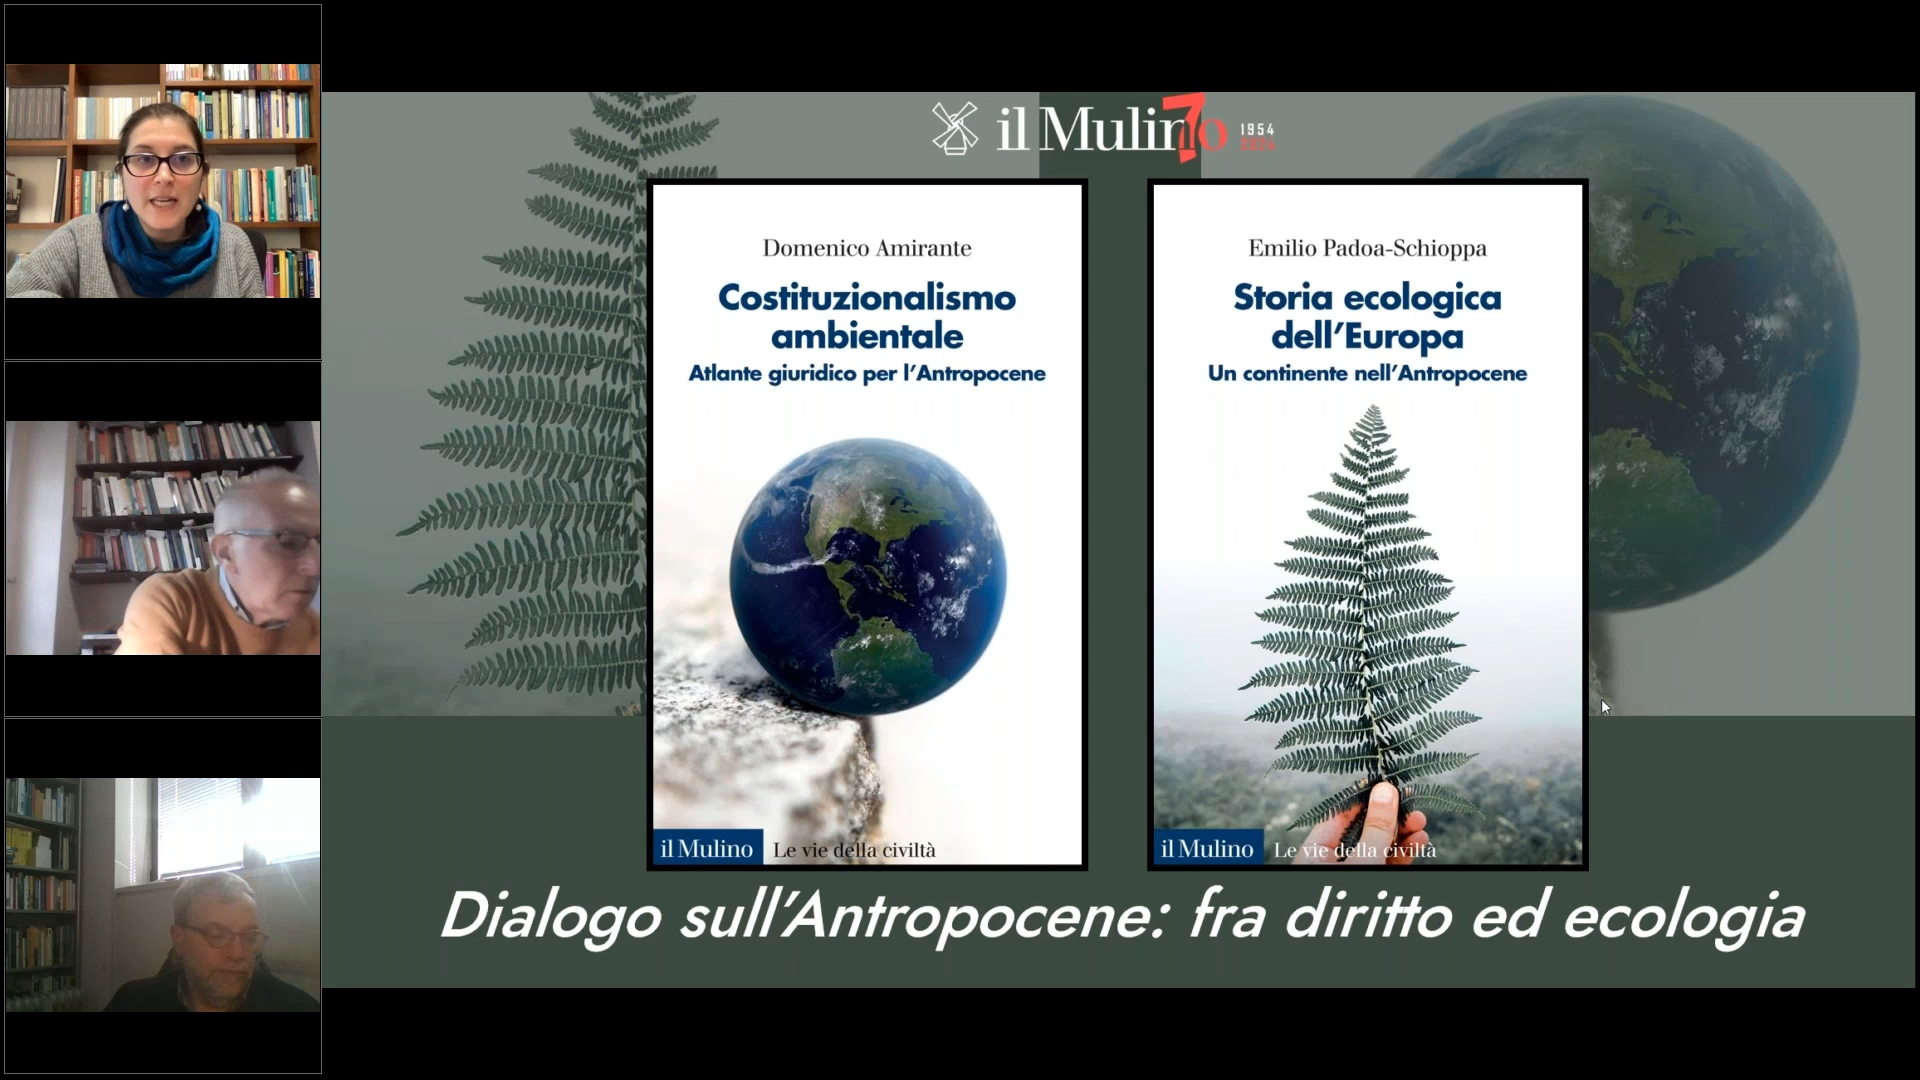 il Mulino
70
1954
2024
Domenico Amirante
Costituzionalismo
ambientale
Atlante giuridico per l'Antropocene
il Mulino Le vie della civiltà
Emilio Padoa-Schioppa
Storia ecologica
dell'Europa
Un continente nell'Antropocene
il Mulino Le vie della civiltà
Dialogo sull'Antropocene: fra diritto ed ecologia